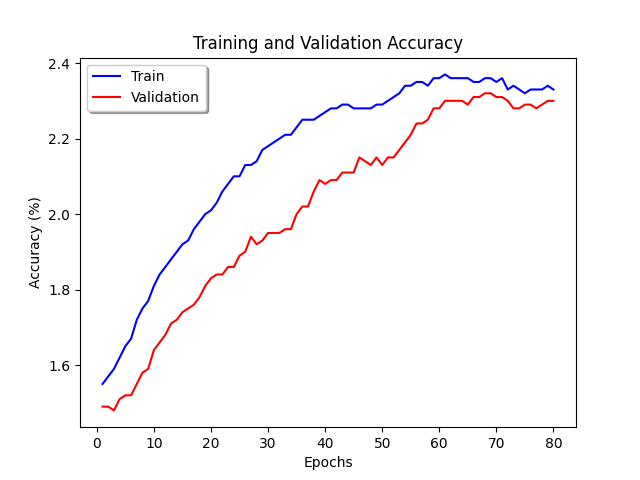 Training and Validation Accuracy
Train
Validation
2.4
2.2
2.0
1.8
1.6
Accuracy (%)
0 10 20 30 40 50 60 70 80
Epochs